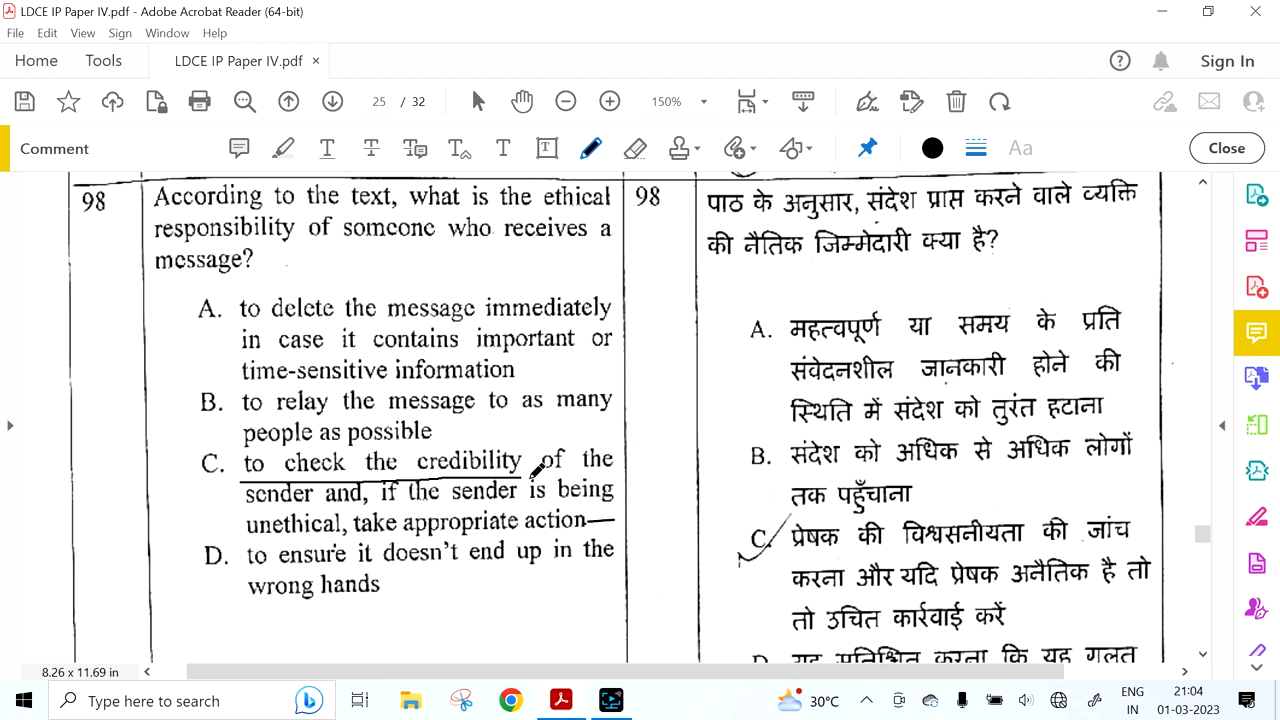 LDCE IP Paper IV.pdf - Adobe Acrobat Reader (64-bit)
File Edit View Sign Window Help
Home Tools LDCE IP Paper IV.pdf × Sign In
25 / 32 150%
Comment Aa Close
98 According to the text, what is the ethical
responsibility of someone who receives a
message?
A. to delete the message immediately
in case it contains important or
time-sensitive information
B. to relay the message to as many
people as possible
C. to check the credibility of the
sender and, if the sender is being
unethical, take appropriate action
D. to ensure it doesn't end up in the
wrong hands
98 पाठ के अनुसार, संदेश प्राप्त करने वाले व्यक्ति
की नैतिक जिम्मेदारी क्या है?
A. महत्वपूर्ण या समय के प्रति
संवेदनशील जानकारी होने की
स्थिति में संदेश को तुरंत हटाना
B. संदेश को अधिक से अधिक लोगों
तक पहुँचाना
C. प्रेषक की विश्वसनीयता की जांच
करना और यदि प्रेषक अनैतिक है तो
तो उचित कार्रवाई करें
D. यह सुनिश्चित करना कि यह गलत
8.26 x 11.69 in
Type here to search
30°C ENG 21:04
IN 01-03-2023